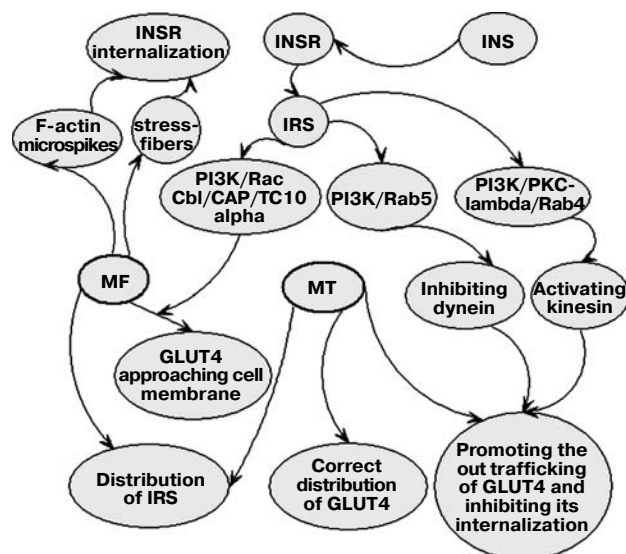 INSR
internalization
INSR
INS
F-actin
microspikes
stress-
fibers
IRS
PI3K/Rac
Cbl/CAP/TC10
alpha
PI3K/Rab5
PI3K/PKC-
lambda/Rab4
MF
MT
Inhibiting
dynein
Activating
kinesin
GLUT4
approaching cell
membrane
Distribution
of IRS
Correct
distribution
of GLUT4
Promoting the
out trafficking
of GLUT4 and
inhibiting its
internalization